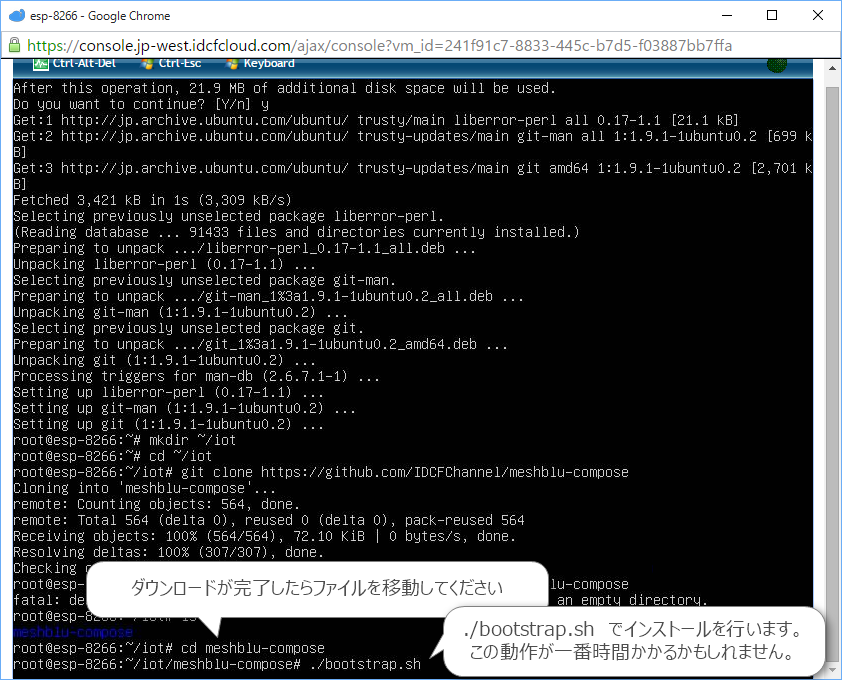 esp-8266 - Google Chrome
https://console.jp-west.idcfcloud.com/ajax/console?vm_id=241f91c7-8833-445c-b7d5-f03887bb7ffa
Ctrl-Alt-Del Ctrl-Esc Keyboard
After this operation, 21.9 MB of additional disk space will be used.
Do you want to continue? [Y/n] y
Get:1 http://jp.archive.ubuntu.com/ubuntu/ trusty/main liberror-perl all 0.17-1.1 [21.1 kB]
Get:2 http://jp.archive.ubuntu.com/ubuntu/ trusty-updates/main git-man all 1:1.9.1-1ubuntu0.2 [699 k
B]
Get:3 http://jp.archive.ubuntu.com/ubuntu/ trusty-updates/main git amd64 1:1.9.1-1ubuntu0.2 [2,701 k
B]
Fetched 3,421 kB in 1s (3,309 kB/s)
Selecting previously unselected package liberror-perl.
(Reading database ... 91433 files and directories currently installed.)
Preparing to unpack .../liberror-perl_0.17-1.1_all.deb ...
Unpacking liberror-perl (0.17-1.1) ...
Selecting previously unselected package git-man.
Preparing to unpack .../git-man_1%3a1.9.1-1ubuntu0.2_all.deb ...
Unpacking git-man (1:1.9.1-1ubuntu0.2) ...
Selecting previously unselected package git.
Preparing to unpack .../git_1%3a1.9.1-1ubuntu0.2_amd64.deb ...
Unpacking git (1:1.9.1-1ubuntu0.2) ...
Processing triggers for man-db (2.6.7.1-1) ...
Setting up liberror-perl (0.17-1.1) ...
Setting up git-man (1:1.9.1-1ubuntu0.2) ...
Setting up git (1:1.9.1-1ubuntu0.2) ...
root@esp-8266:~# mkdir ~/iot
root@esp-8266:~# cd ~/iot
root@esp-8266:~/iot# git clone https://github.com/IDCFChannel/meshblu-compose
Cloning into 'meshblu-compose'...
remote: Counting objects: 564, done.
remote: Total 564 (delta 0), reused 0 (delta 0), pack-reused 564
Receiving objects: 100% (564/564), 72.10 KiB | 0 bytes/s, done.
Resolving deltas: 100% (307/307), done.
Checking
root@esp- lu-compose
fatal: de an empty directory.
ダウンロードが完了したらファイルを移動してください
meshblu-compose
root@esp-8266:~/iot# cd meshblu-compose
root@esp-8266:~/iot/meshblu-compose# ./bootstrap.sh
./bootstrap.sh でインストールを行います。
この動作が一番時間かかるかもしれません。